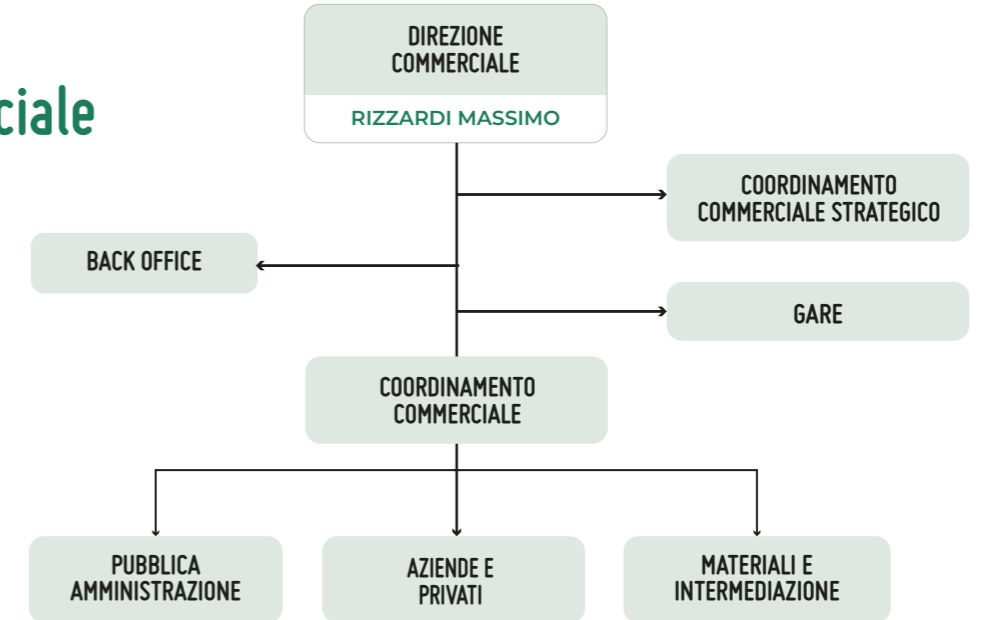 DIREZIONE
COMMERCIALE
ciale
RIZZARDI MASSIMO
COORDINAMENTO
COMMERCIALE STRATEGICO
BACK OFFICE
GARE
COORDINAMENTO
COMMERCIALE
PUBBLICA
AMMINISTRAZIONE
AZIENDE E
PRIVATI
MATERIALI E
INTERMEDIAZIONE